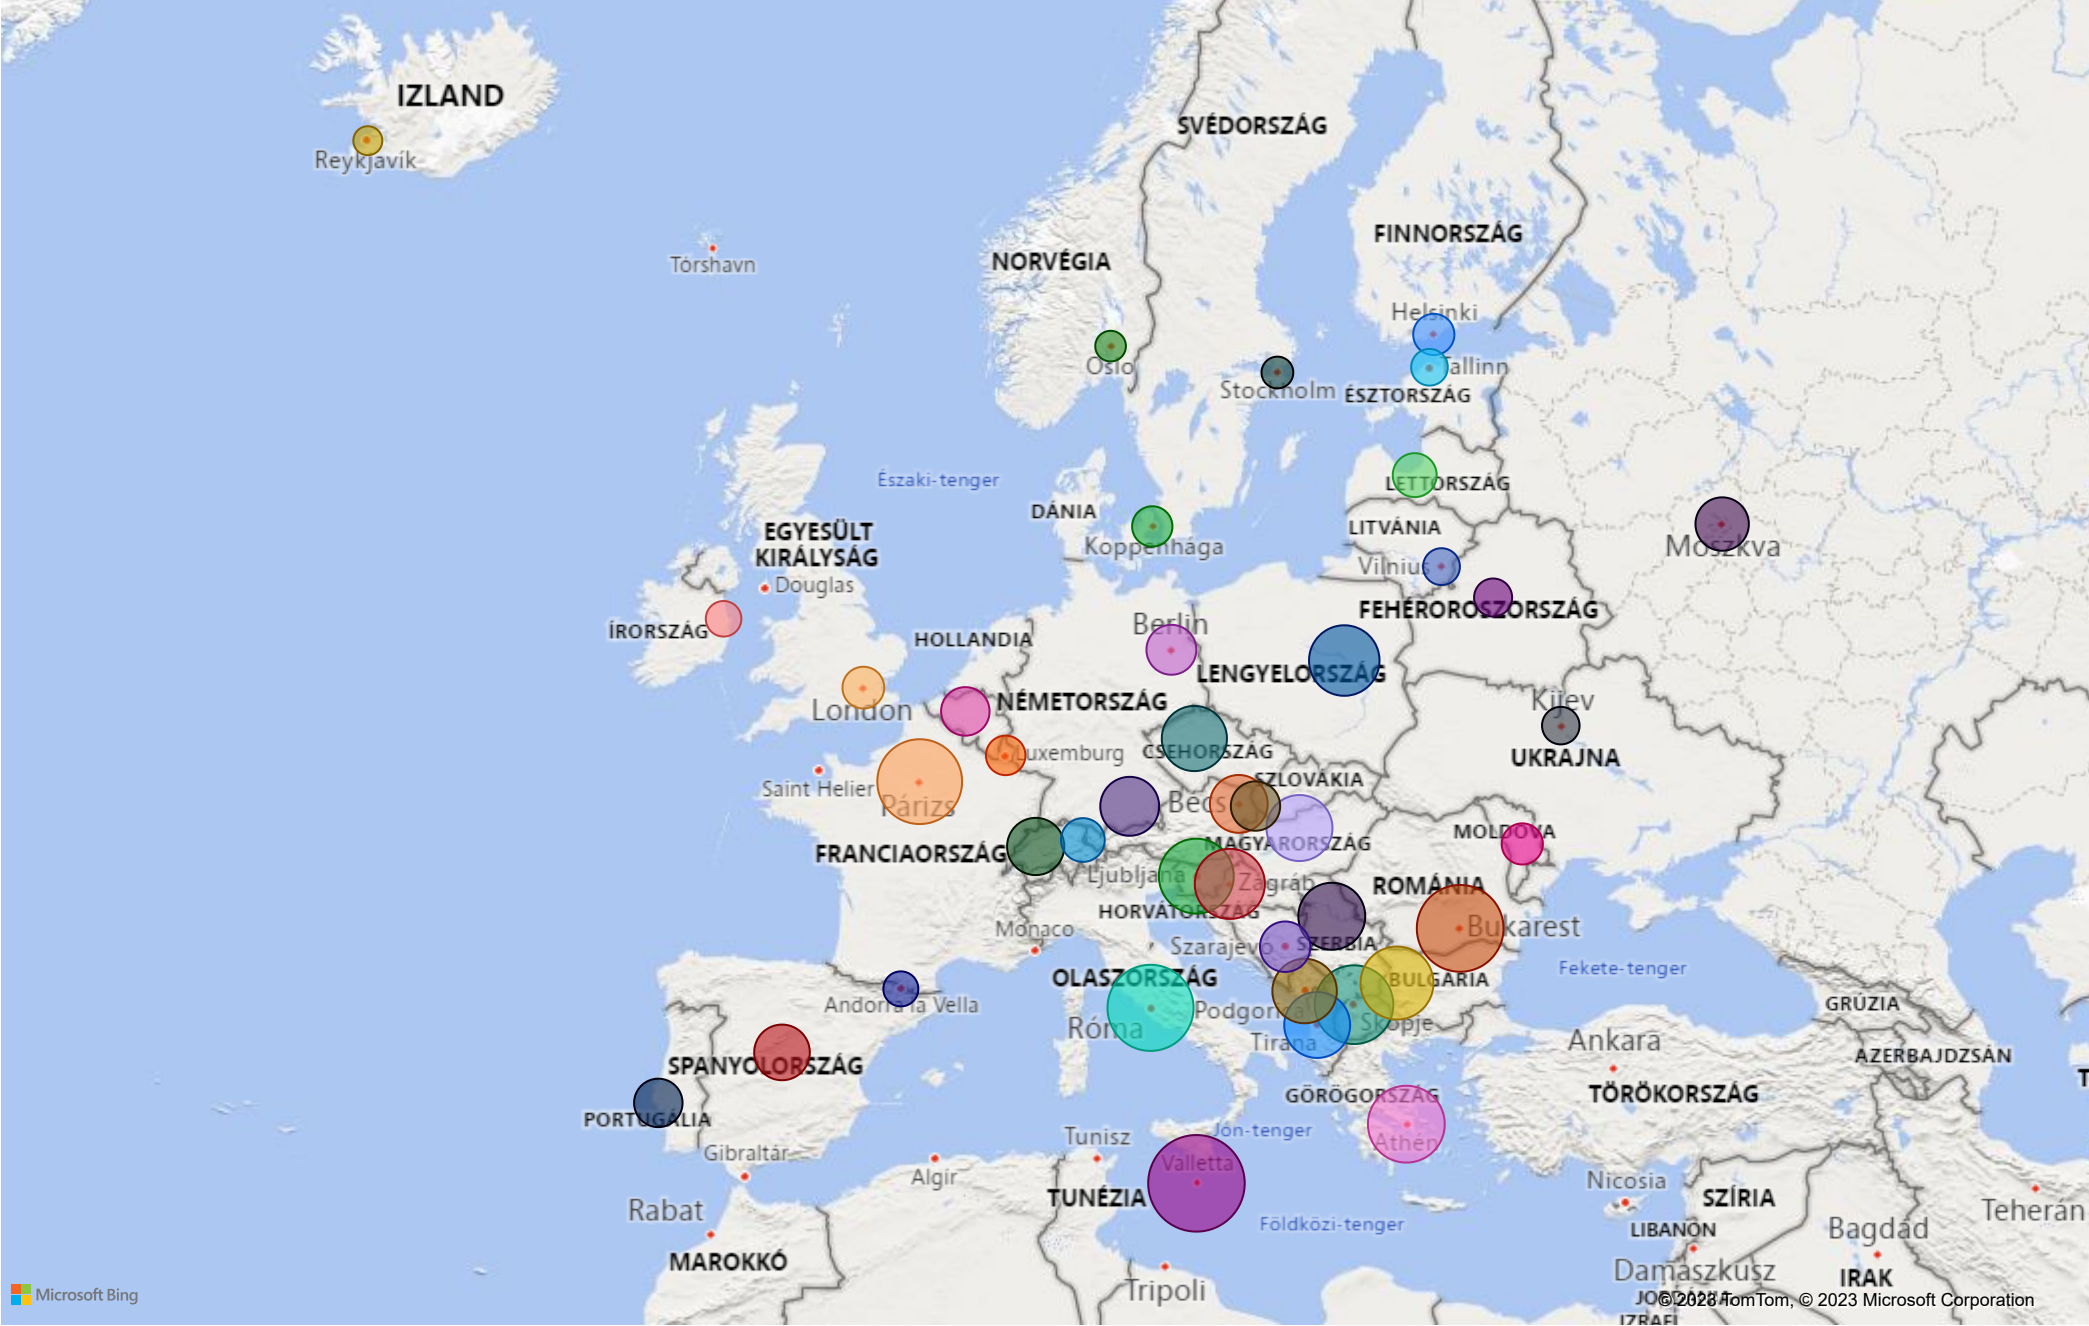 IZLAND
SVÉDORSZÁG
Reykjavík
FINNORSZÁG
NORVÉGIA
Tórshavn
Helsinki
Oslo
Tallinn
Stockholm
ÉSZTORSZÁG
Északi-tenger
LETTORSZÁG
DÁNIA
LITVÁNIA
EGYESÜLT
KIRÁLYSÁG
Koppenhága
Moszkva
Vilnius
Douglas
FEHÉROROSZORSZÁG
Berlin
ÍRORSZÁG
HOLLANDIA
LENGYELORSZÁG
NÉMETORSZÁG
Kijev
London
CSEHORSZÁG
Luxemburg
UKRAJNA
SZLOVÁKIA
Saint Helier
Párizs
Bécs
MOLDOVA
MAGYARORSZÁG
FRANCIAORSZÁG
Ljubljana
Zágráb
ROMÁNIA
HORVÁTORSZÁG
Monaco
Bukarest
Szarajevó
SZERBIA
Fekete-tenger
OLASZORSZÁG
BULGÁRIA
Andorra la Vella
GRÚZIA
Podgorica
Róma
Skopje
Tirana
Ankara
AZERBAJDZSÁN
SPANYOLORSZÁG
T
GÖRÖGORSZÁG
TÖRÖKORSZÁG
PORTUGÁLIA
Jón-tenger
Tunisz
Athén
Gibraltár
Valletta
Algír
Nicosia
TUNÉZIA
SZÍRIA
Rabat
Teherán
Földközi-tenger
LIBANON
Bagdad
MAROKKÓ
Damaszkusz
IRAK
Tripoli
Microsoft Bing
© 2023 TomTom, © 2023 Microsoft Corporation
IZRAEL